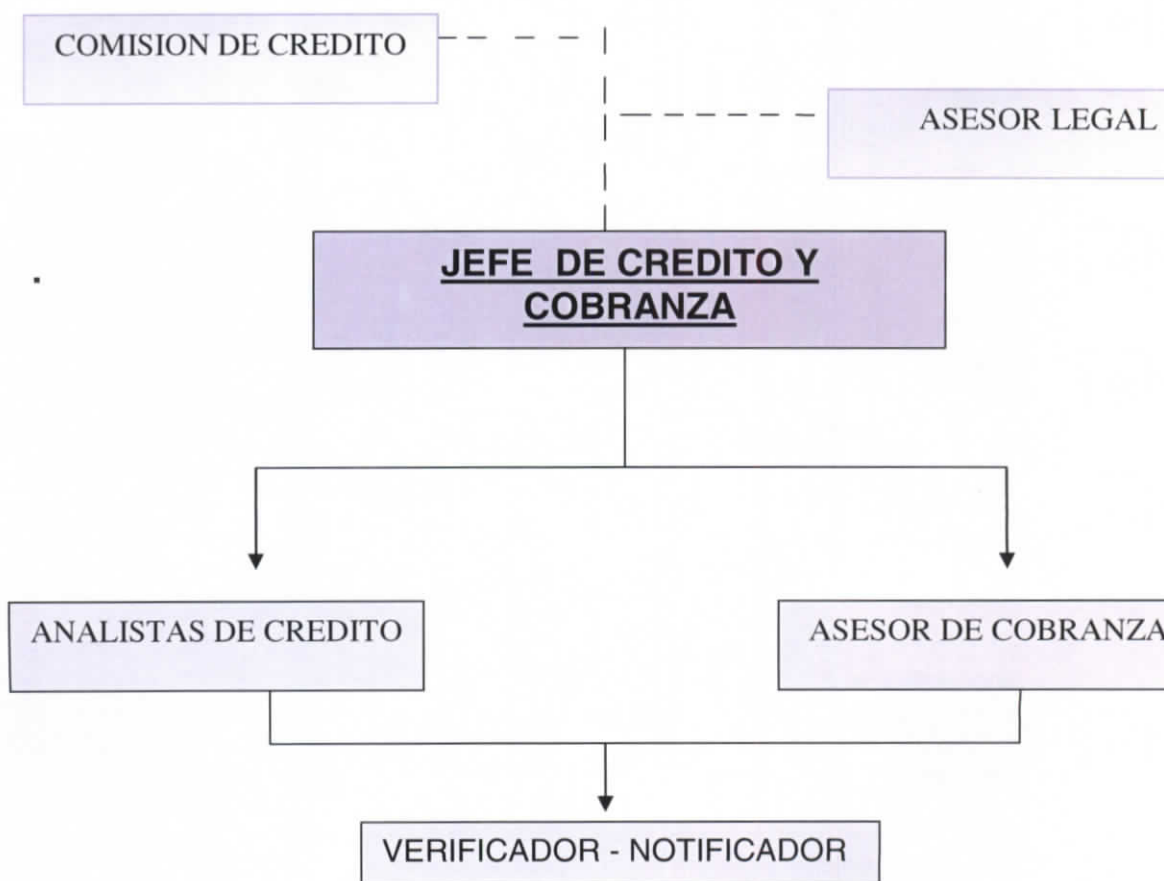 COMISION DE CREDITO
ASESOR LEGAL
JEFE DE CREDITO Y
COBRANZA
ANALISTAS DE CREDITO
ASESOR DE COBRANZA
VERIFICADOR - NOTIFICADOR